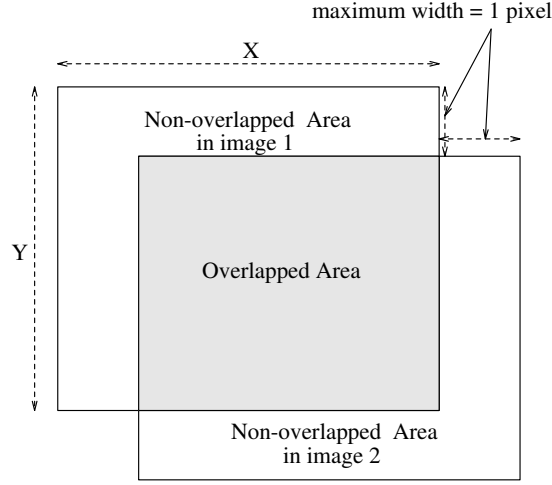 maximum width = 1 pixel
X
Non-overlapped Area
in image 1
Y
Overlapped Area
Non-overlapped Area
in image 2